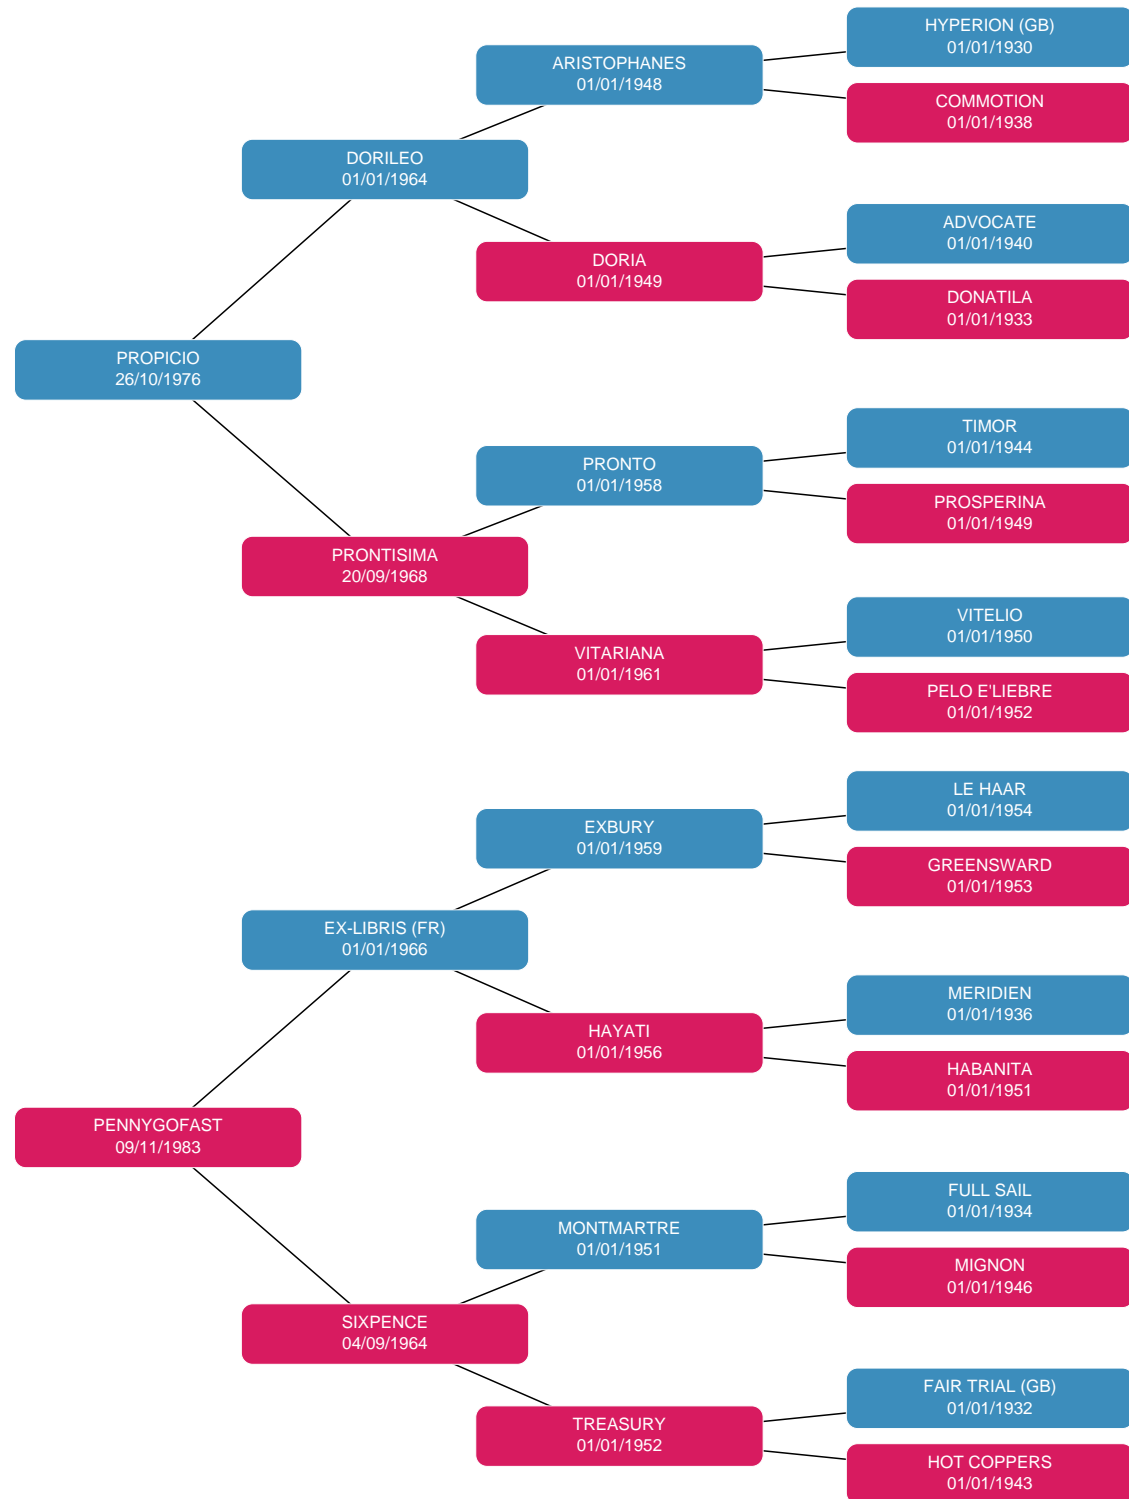 HYPERION (GB)
01/01/1930
ARISTOPHANES
01/01/1948
COMMOTION
01/01/1938
DORILEO
01/01/1964
ADVOCATE
01/01/1940
DORIA
01/01/1949
DONATILA
01/01/1933
PROPICIO
26/10/1976
TIMOR
01/01/1944
PRONTO
01/01/1958
PROSPERINA
01/01/1949
PRONTISIMA
20/09/1968
VITELIO
01/01/1950
VITARIANA
01/01/1961
PELO E'LIEBRE
01/01/1952
LE HAAR
01/01/1954
EXBURY
01/01/1959
GREENSWARD
01/01/1953
EX-LIBRIS (FR)
01/01/1966
MERIDIEN
01/01/1936
HAYATI
01/01/1956
HABANITA
01/01/1951
PENNYGOFAST
09/11/1983
FULL SAIL
01/01/1934
MONTMARTRE
01/01/1951
MIGNON
01/01/1946
SIXPENCE
04/09/1964
FAIR TRIAL (GB)
01/01/1932
TREASURY
01/01/1952
HOT COPPERS
01/01/1943